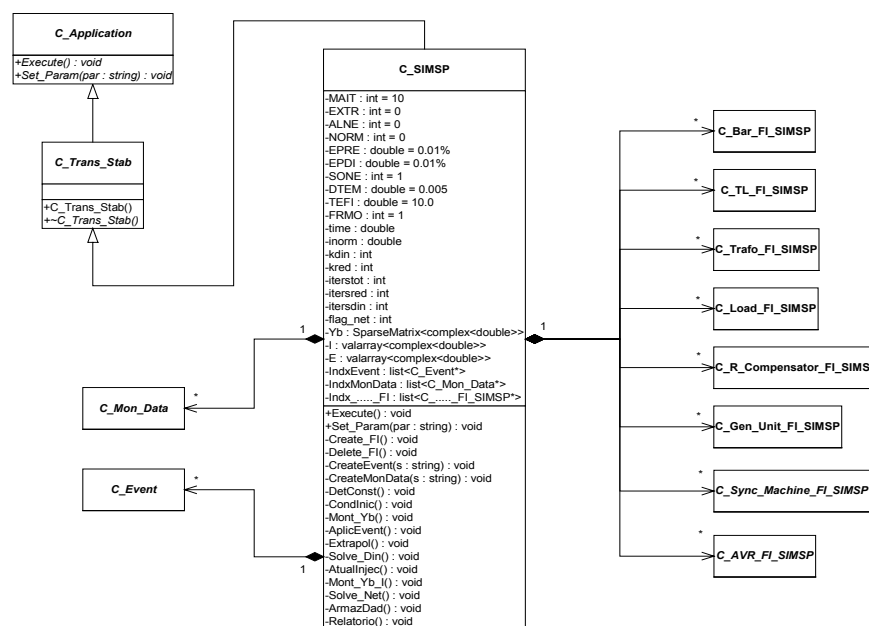 C_Application
+Execute() : void
+Set_Param(par : string) : void
C_Trans_Stab
+C_Trans_Stab()
+~C_Trans_Stab()
C_SIMSP
-MAIT : int = 10
-EXTR : int = 0
-ALNE : int = 0
-NORM : int = 0
-EPRE : double = 0.01%
-EPDI : double = 0.01%
-SONE : int = 1
-DTEM : double = 0.005
-TEFI : double = 10.0
-FRMO : int = 1
-time : double
-inorm : double
-kdin : int
-kred : int
-iterstot : int
-itersred : int
-itersdin : int
-flag_net : int
-Yb : SparseMatrix<complex<double>>
-I : valarray<complex<double>>
-E : valarray<complex<double>>
-IndxEvent : list<C_Event*>
-IndxMonData : list<C_Mon_Data*>
-Indx_....._FI : list<C_....._FI_SIMSP*>
+Execute() : void
+Set_Param(par : string) : void
-Create_FI() : void
-Delete_FI() : void
-CreateEvent(s : string) : void
-CreateMonData(s : string) : void
-DetConst() : void
-CondInic() : void
-Mont_Yb() : void
-AplicEvent() : void
-Extrapol() : void
-Solve_Din() : void
-AtualInjec() : void
-Mont_Yb_I() : void
-Solve_Net() : void
-ArmazDad() : void
-Relatorio() : void
1
*
C_Mon_Data
*
C_Event
1
1
*
C_Bar_FI_SIMSP
*
C_TL_FI_SIMSP
*
C_Trafo_FI_SIMSP
*
C_Load_FI_SIMSP
*
C_R_Compensator_FI_SIMS
*
C_Gen_Unit_FI_SIMSP
*
C_Sync_Machine_FI_SIMSP
*
C_AVR_FI_SIMSP